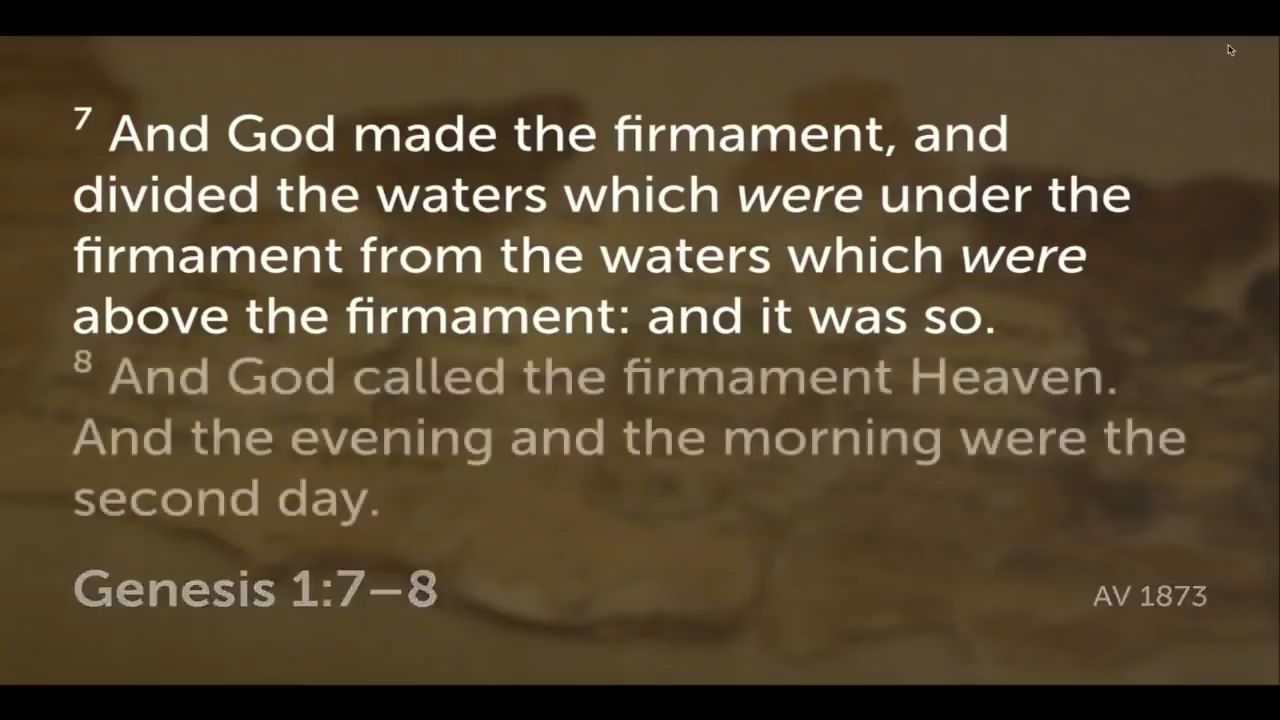 7 And God made the firmament, and
divided the waters which were under the
firmament from the waters which were
above the firmament: and it was so.
8 And God called the firmament Heaven.
And the evening and the morning were the
second day.
Genesis 1:7–8
AV 1873